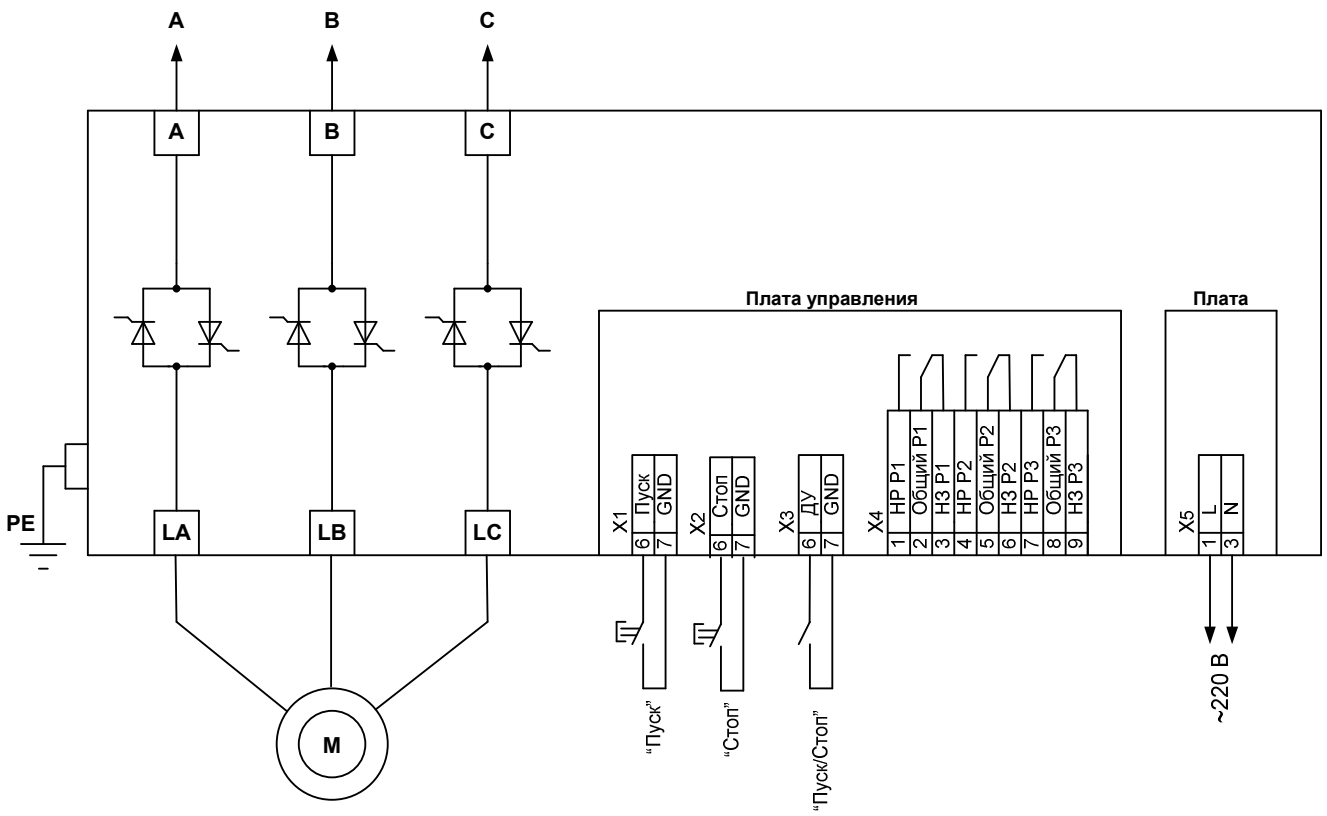 A
B
C
A
B
C
Плата управления
Плата
PE
LA
LB
LC
X1
6 Пуск
7 GND
X2
6 Стоп
7 GND
X3
6 ДУ
7 GND
X4
1 НР Р1
2 Общий Р1
3 НЗ Р1
4 НР Р2
5 Общий Р2
6 НЗ Р2
7 НР Р3
8 Общий Р3
9 НЗ Р3
X5
1 L
3 N
M
“Пуск”
“Стоп”
“Пуск/Стоп”
~220 В